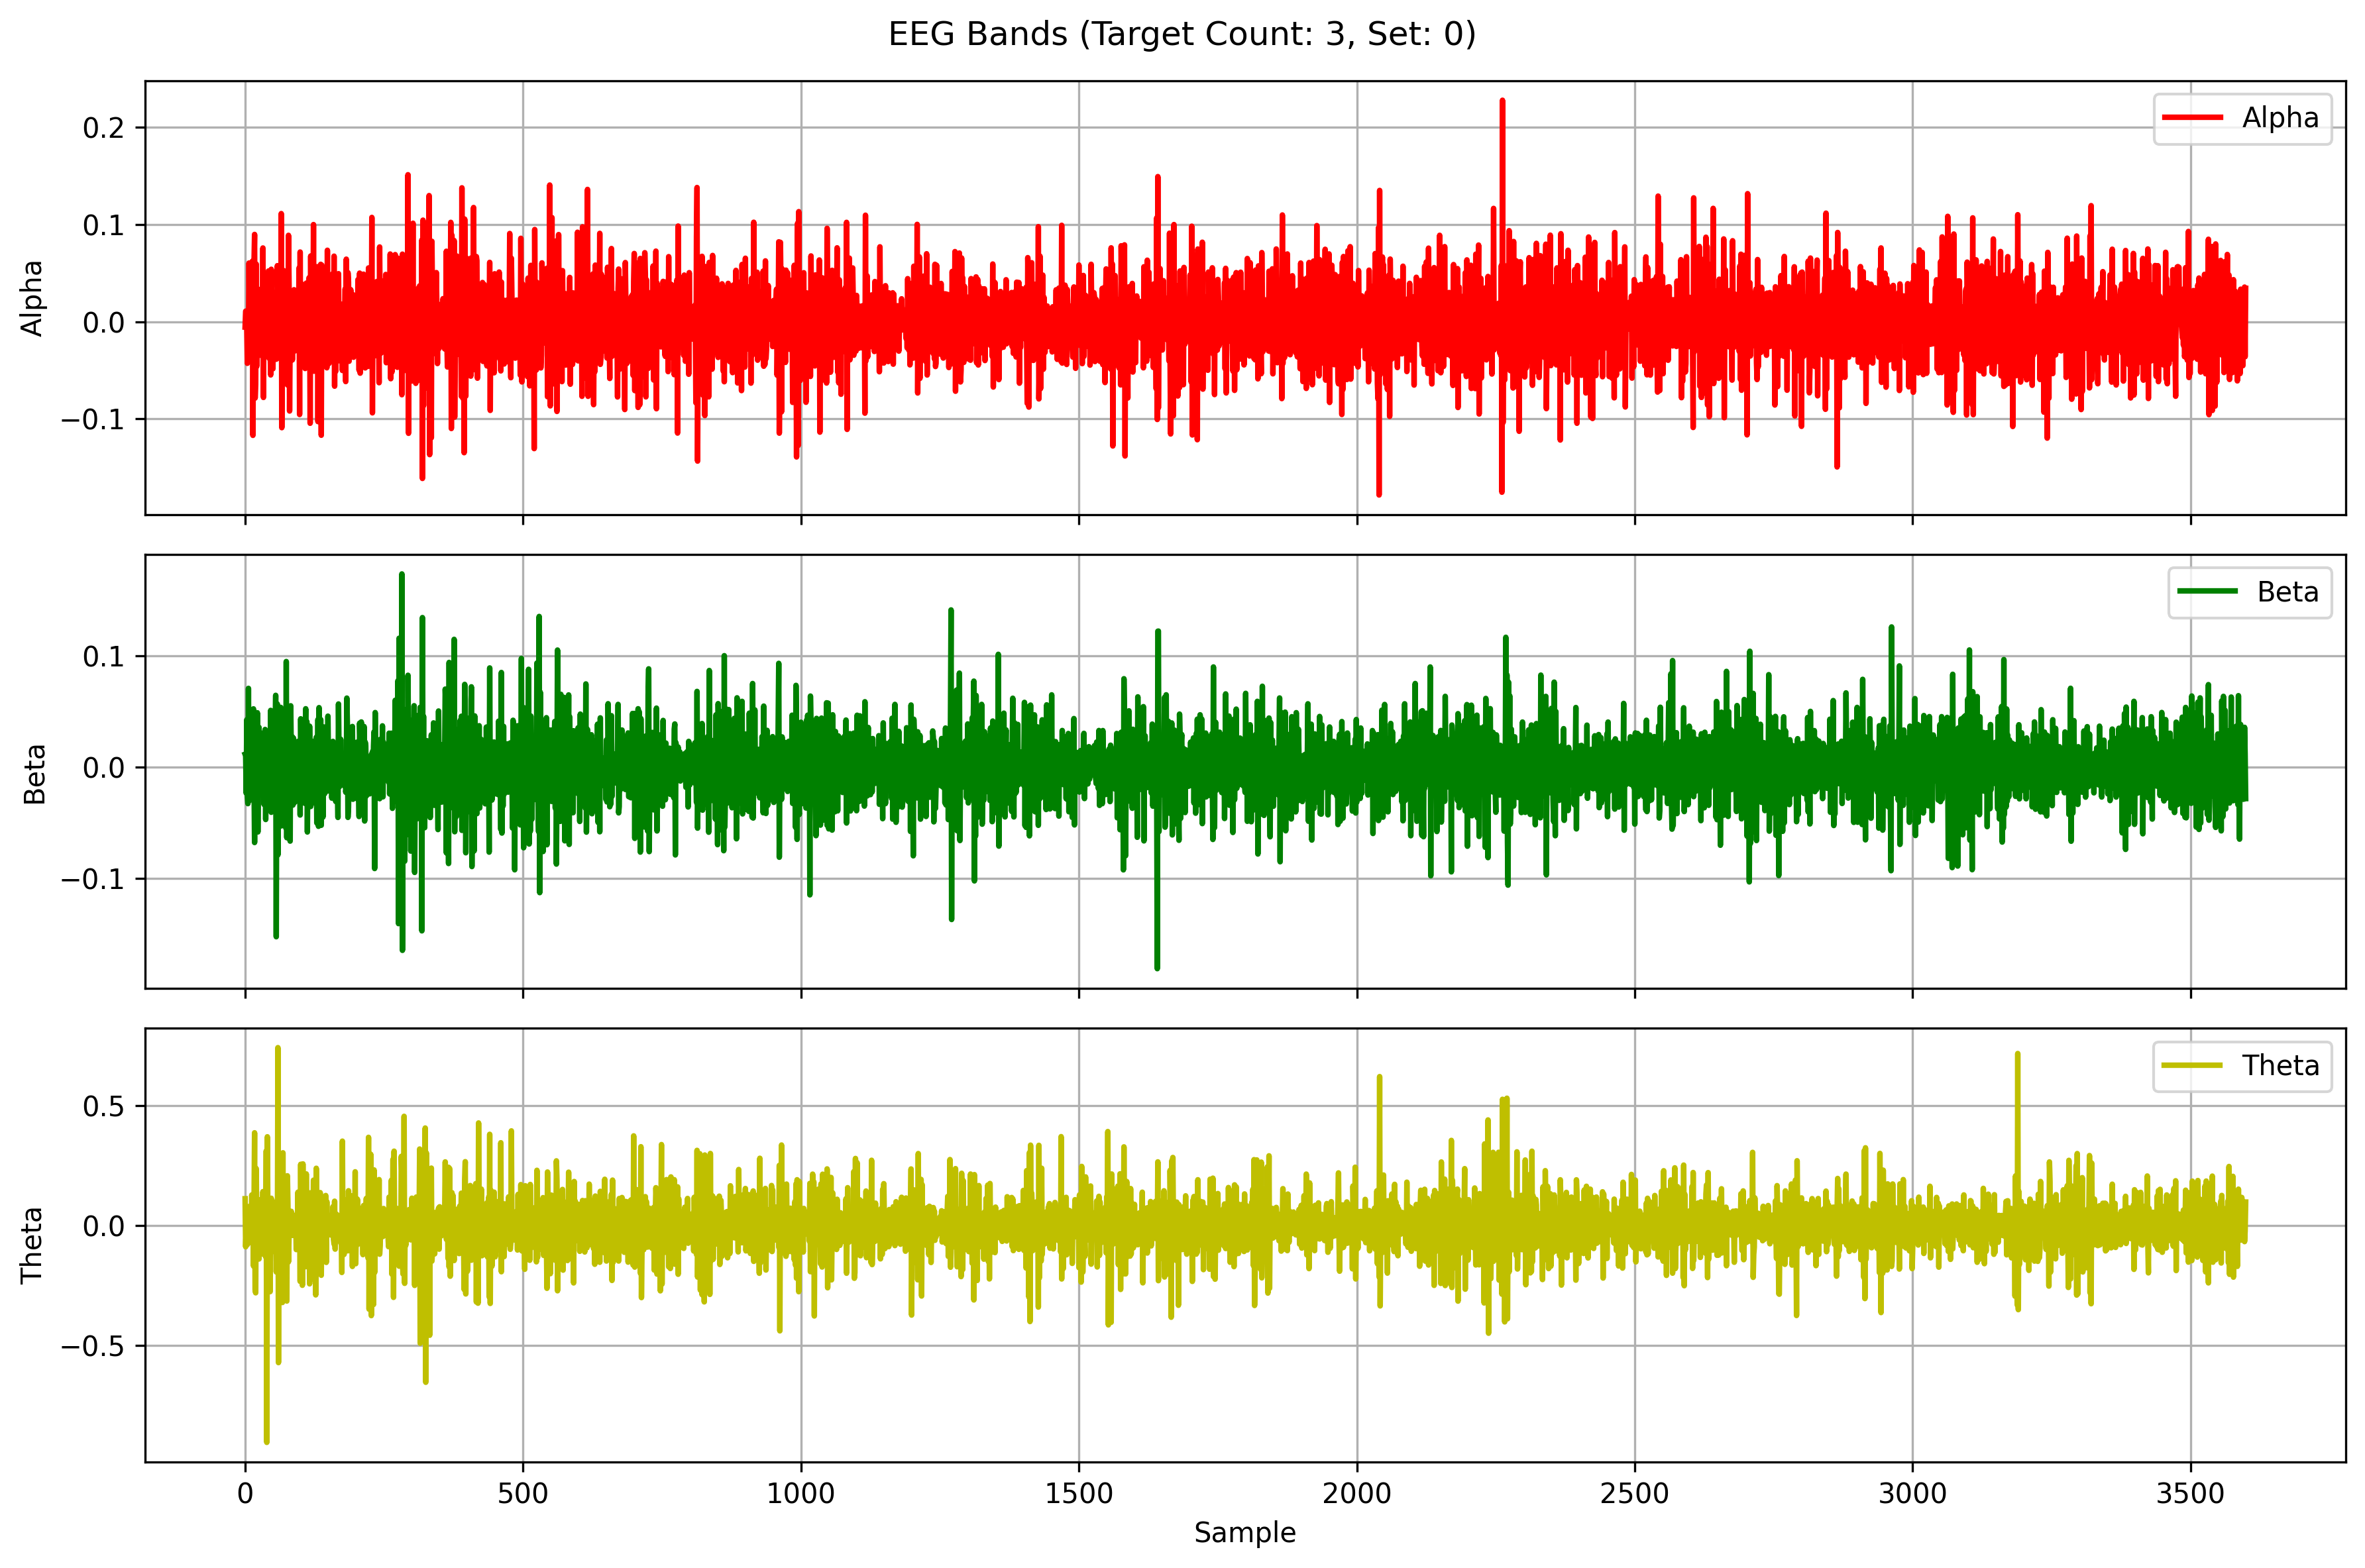 EEG Bands (Target Count: 3, Set: 0)
Alpha
0.2
0.1
0.0
−0.1
Alpha
Beta
0.1
0.0
−0.1
Beta
Theta
0.5
0.0
−0.5
Theta
0 500 1000 1500 2000 2500 3000 3500
Sample